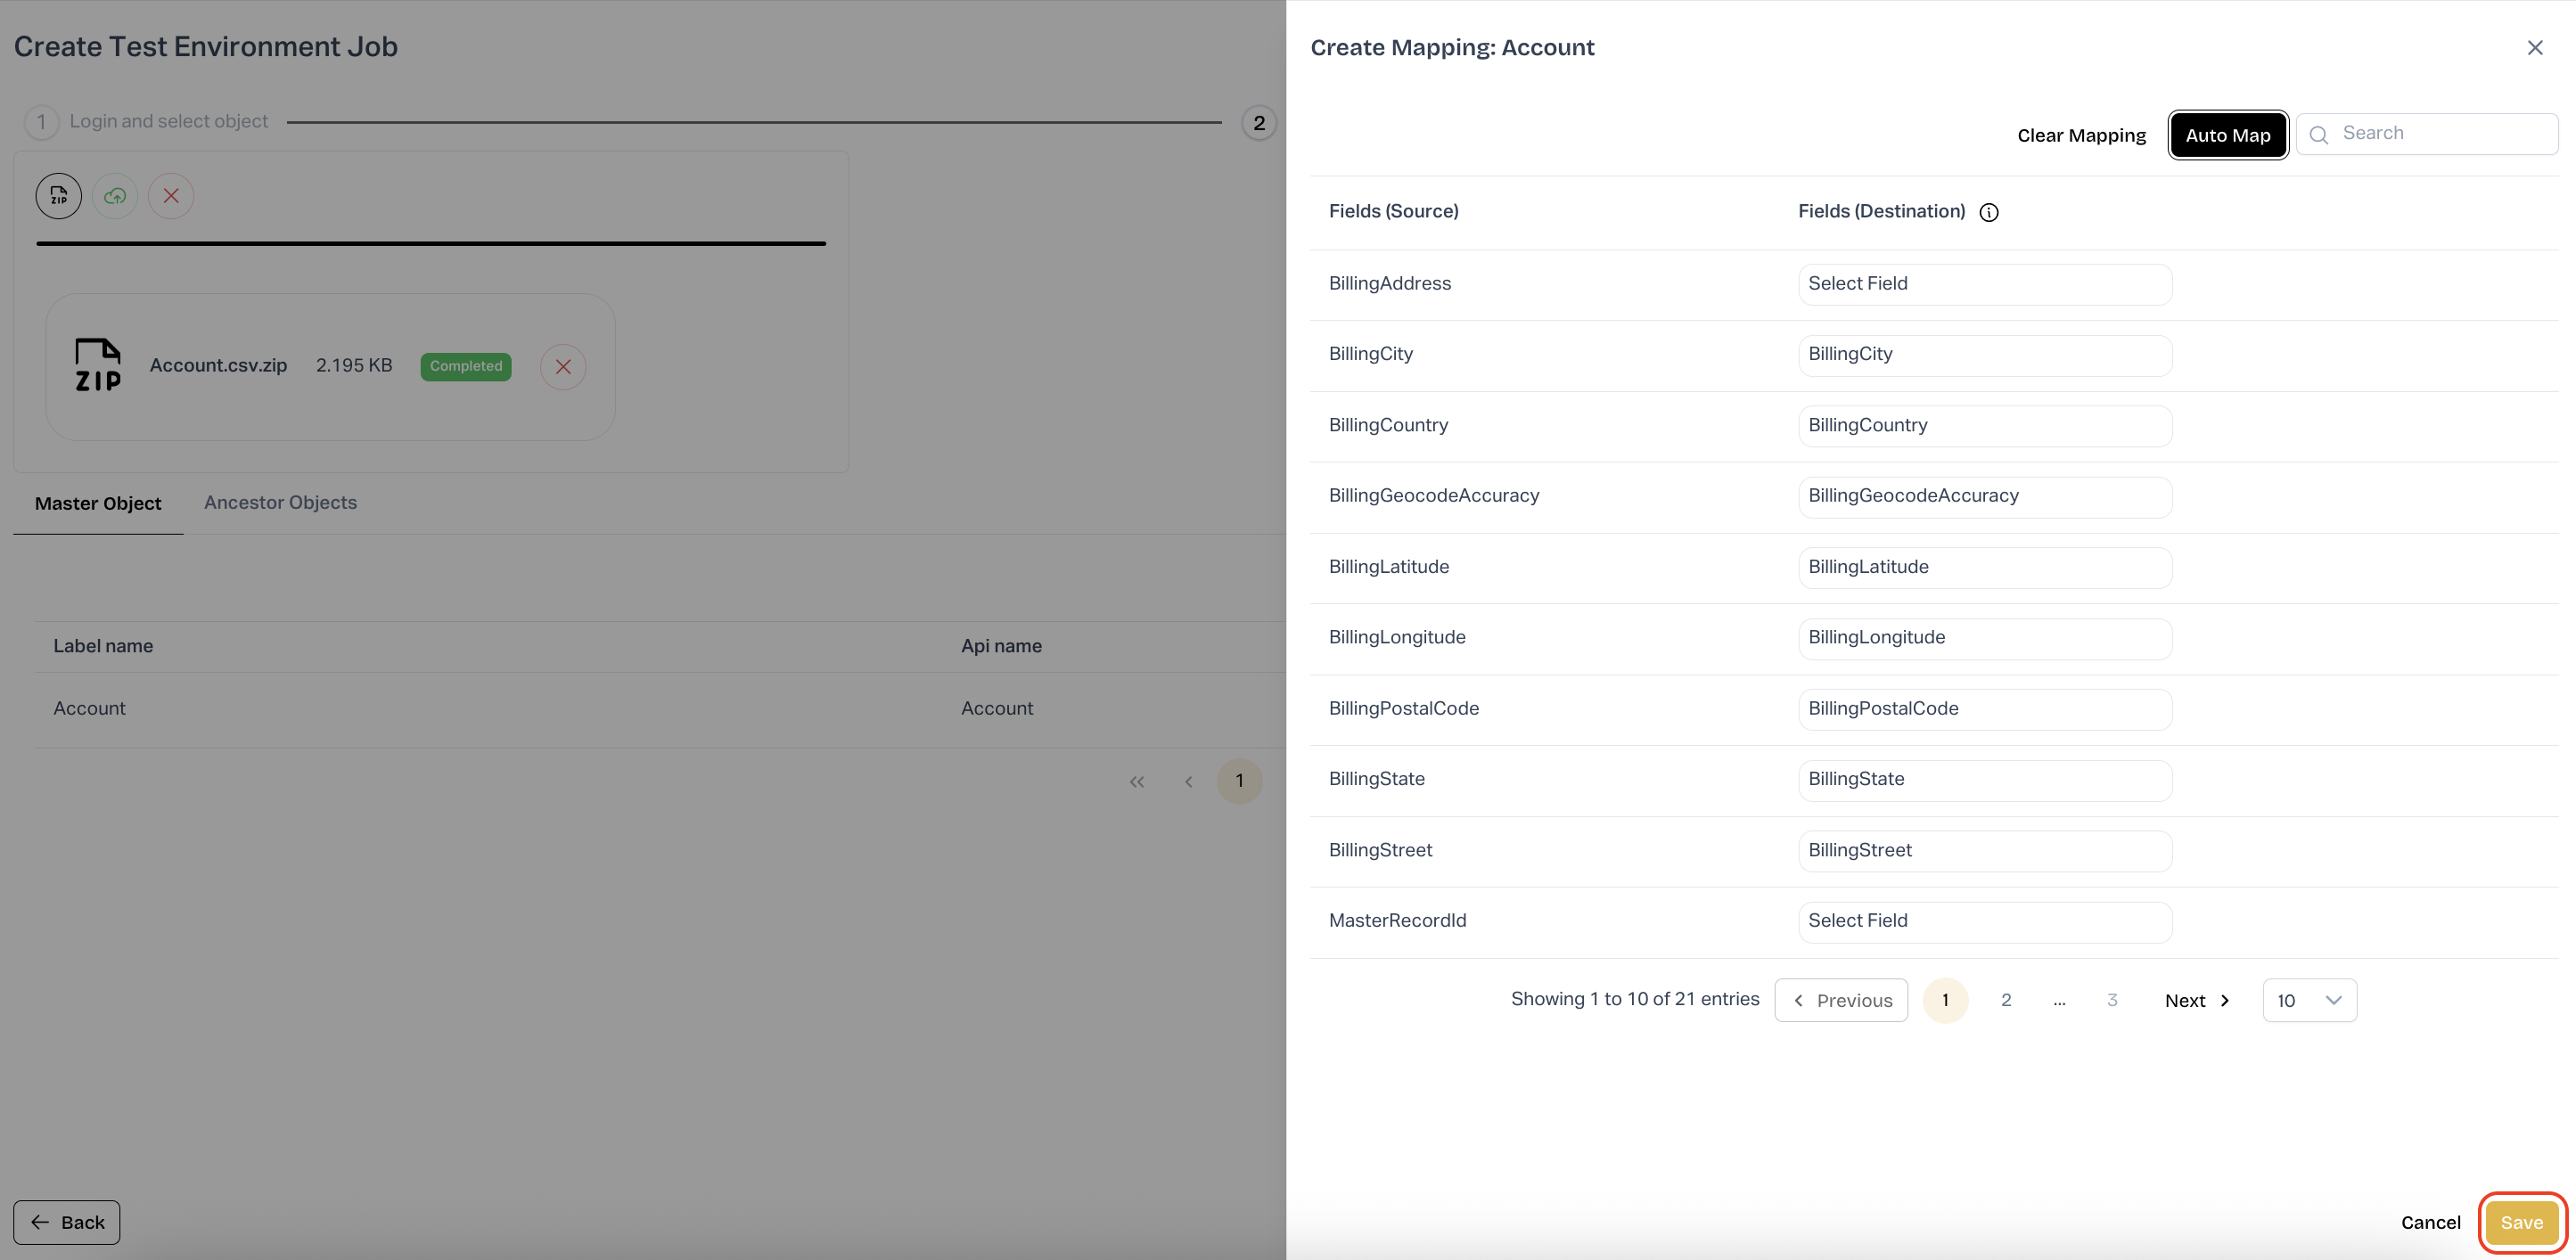 Create Test Environment Job
1 Login and select object 2
ZIP
ZIP Account.csv.zip 2.195 KB Completed
Master Object Ancestor Objects
Label name Api name
Account Account
1
Back
Create Mapping: Account
Clear Mapping Auto Map Search
Fields (Source) Fields (Destination)
BillingAddress Select Field
BillingCity BillingCity
BillingCountry BillingCountry
BillingGeocodeAccuracy BillingGeocodeAccuracy
BillingLatitude BillingLatitude
BillingLongitude BillingLongitude
BillingPostalCode BillingPostalCode
BillingState BillingState
BillingStreet BillingStreet
MasterRecordId Select Field
Showing 1 to 10 of 21 entries Previous 1 2 ... 3 Next 10
Cancel Save